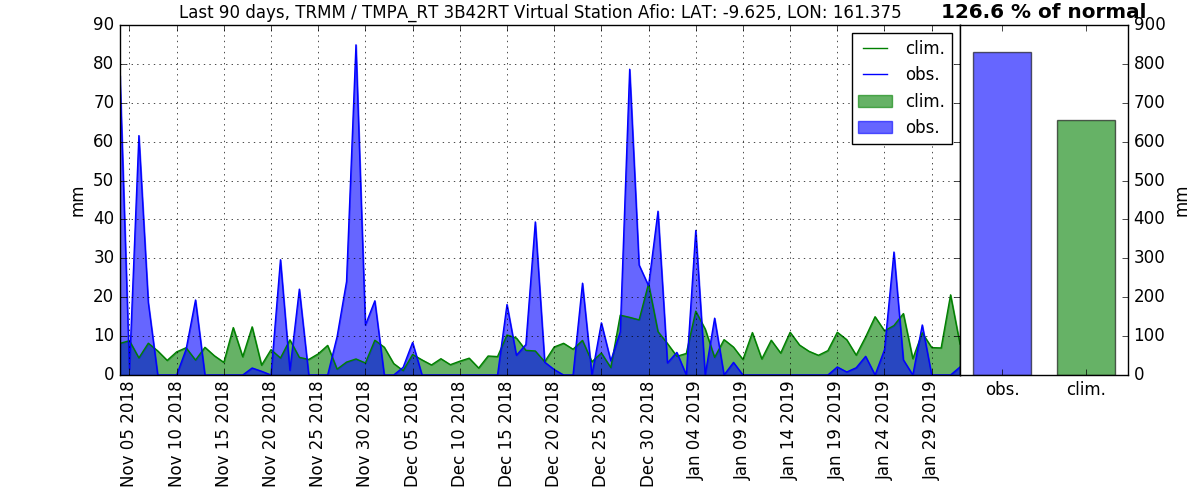 Last 90 days, TRMM / TMPA_RT 3B42RT Virtual Station Afio: LAT: -9.625, LON: 161.375
126.6 % of normal
90
80
70
60
50
40
30
20
10
0
mm
clim.
obs.
clim.
obs.
900
800
700
600
500
400
300
200
100
0
mm
Nov 05 2018
Nov 10 2018
Nov 15 2018
Nov 20 2018
Nov 25 2018
Nov 30 2018
Dec 05 2018
Dec 10 2018
Dec 15 2018
Dec 20 2018
Dec 25 2018
Dec 30 2018
Jan 04 2019
Jan 09 2019
Jan 14 2019
Jan 19 2019
Jan 24 2019
Jan 29 2019
obs.
clim.